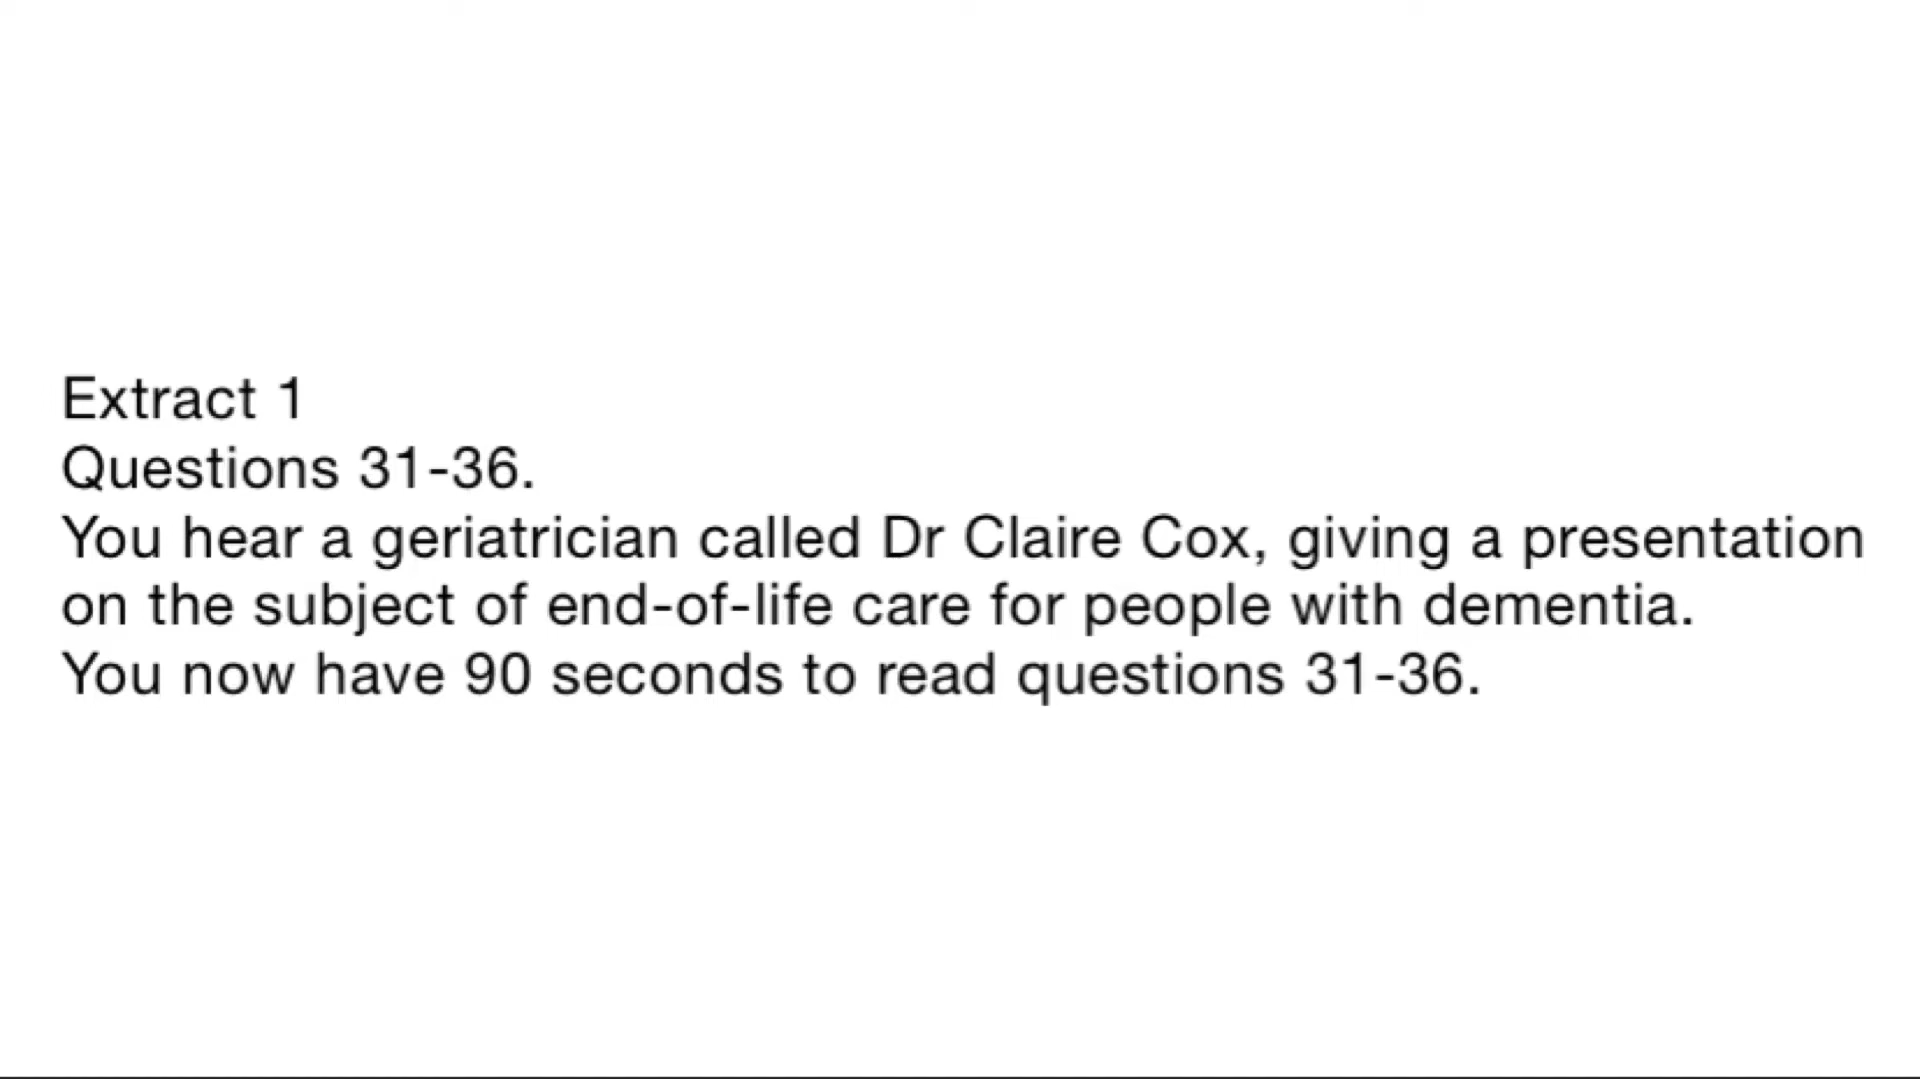 Extract 1
Questions 31-36.
You hear a geriatrician called Dr Claire Cox, giving a presentation
on the subject of end-of-life care for people with dementia.
You now have 90 seconds to read questions 31-36.